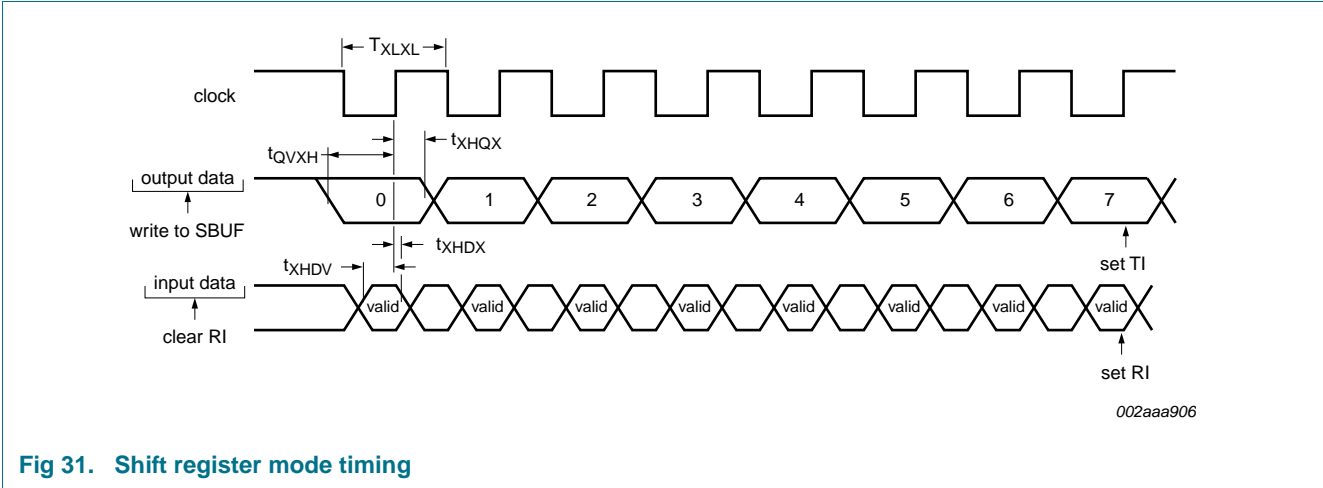 TXLXL
clock
tXHQX
tQVXH
output data
0 1 2 3 4 5 6 7
write to SBUF
tXHDX
set TI
tXHDV
input data
valid valid valid valid valid valid valid valid
clear RI
set RI
002aaa906
Fig 31. Shift register mode timing